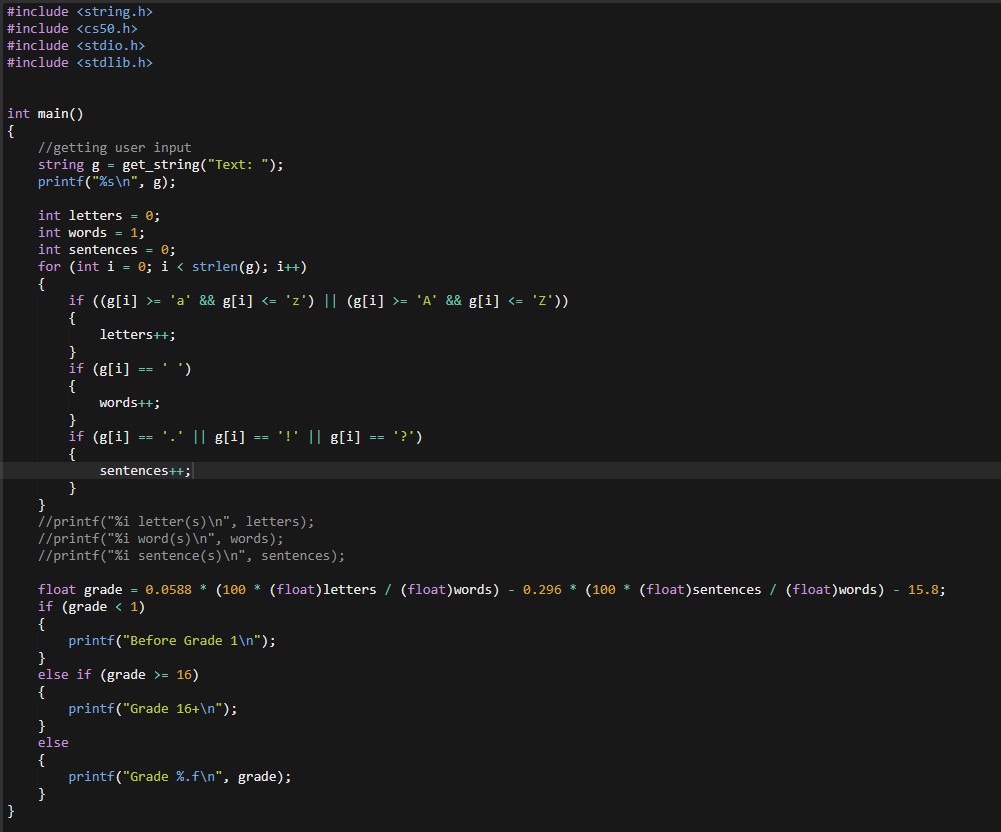 #include <string.h>
#include <cs50.h>
#include <stdio.h>
#include <stdlib.h>
int main()
{
    //getting user input
    string g = get_string("Text: ");
    printf("%s\n", g);
    int letters = 0;
    int words = 1;
    int sentences = 0;
    for (int i = 0; i < strlen(g); i++)
    {
        if ((g[i] >= 'a' && g[i] <= 'z') || (g[i] >= 'A' && g[i] <= 'Z'))
        {
            letters++;
        }
        if (g[i] == ' ')
        {
            words++;
        }
        if (g[i] == '.' || g[i] == '!' || g[i] == '?')
        {
            sentences++;
        }
    }
    //printf("%i letter(s)\n", letters);
    //printf("%i word(s)\n", words);
    //printf("%i sentence(s)\n", sentences);
    float grade = 0.0588 * (100 * (float)letters / (float)words) - 0.296 * (100 * (float)sentences / (float)words) - 15.8;
    if (grade < 1)
    {
        printf("Before Grade 1\n");
    }
    else if (grade >= 16)
    {
        printf("Grade 16+\n");
    }
    else
    {
        printf("Grade %.f\n", grade);
    }
}